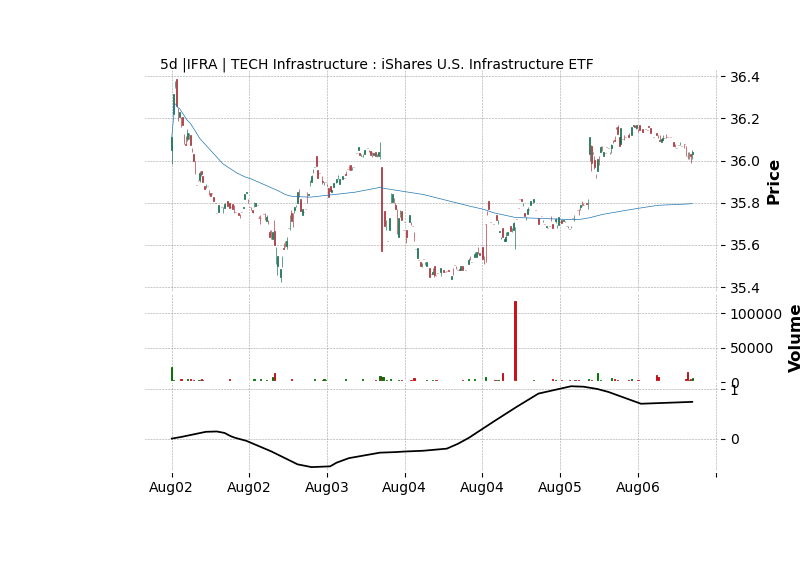 5d |IFRA | TECH Infrastructure : iShares U.S. Infrastructure ETF
36.4
36.2
36.0
35.8
35.6
35.4
Price
100000
50000
0
Volume
1
0
Aug02 Aug02 Aug03 Aug04 Aug04 Aug05 Aug06